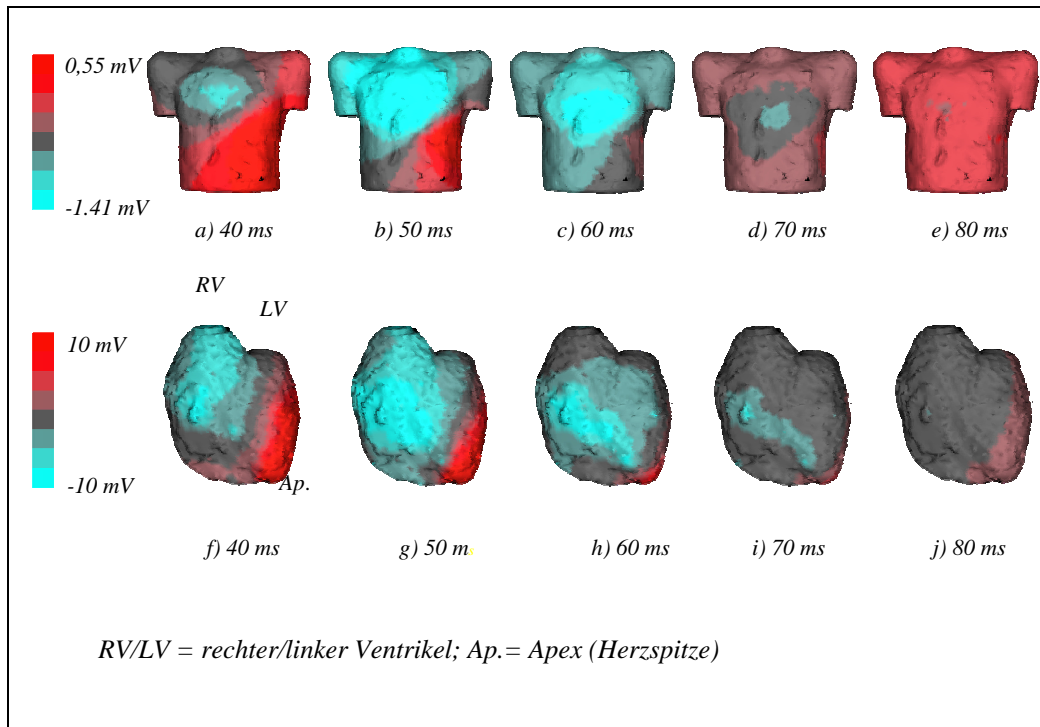 0,55 mV
-1.41 mV
a) 40 ms
b) 50 ms
c) 60 ms
d) 70 ms
e) 80 ms
RV
LV
10 mV
-10 mV
Ap.
f) 40 ms
g) 50 ms
h) 60 ms
i) 70 ms
j) 80 ms
RV/LV = rechter/linker Ventrikel; Ap.= Apex (Herzspitze)